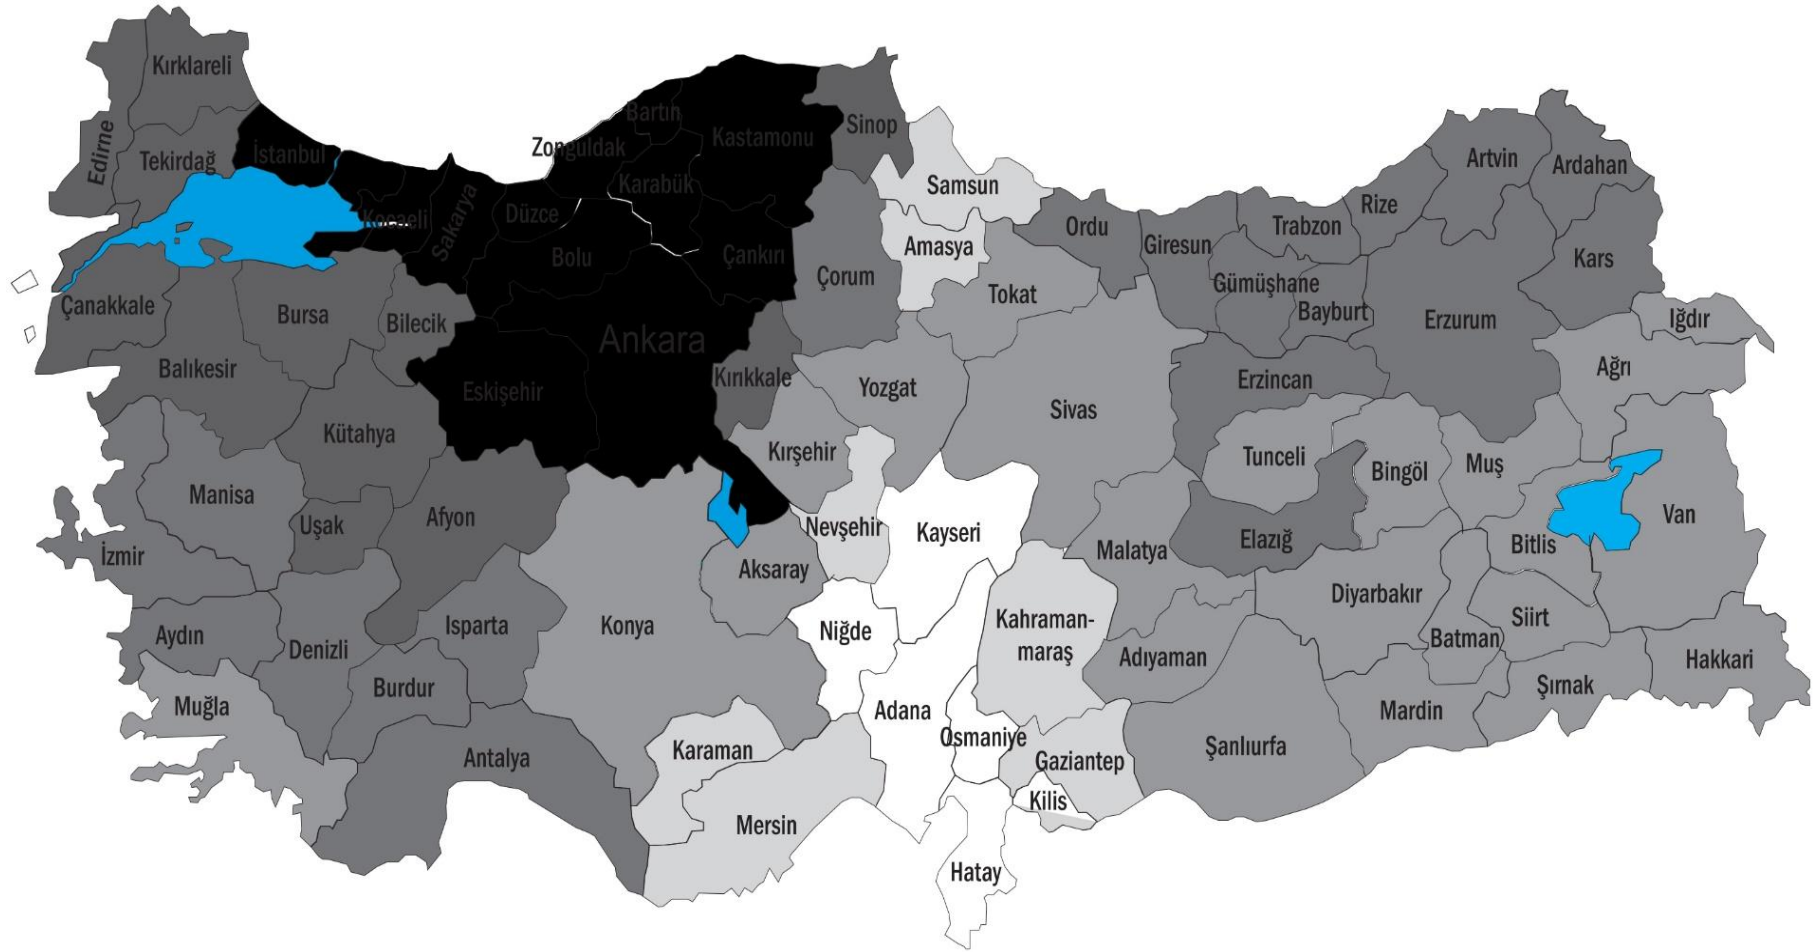 Kırklareli
Edirne
Tekirdağ
İstanbul
Kocaeli
Sakarya
Düzce
Zonguldak
Bartın
Karabük
Kastamonu
Sinop
Bolu
Çankırı
Samsun
Amasya
Çorum
Tokat
Ordu
Giresun
Trabzon
Rize
Artvin
Ardahan
Kars
Gümüşhane
Bayburt
Erzurum
Iğdır
Ağrı
Çanakkale
Bursa
Bilecik
Balıkesir
Eskişehir
Ankara
Kırıkkale
Yozgat
Sivas
Erzincan
Kütahya
Kırşehir
Tunceli
Bingöl
Muş
Van
Manisa
Uşak
Afyon
Nevşehir
Kayseri
Malatya
Elazığ
Bitlis
İzmir
Aksaray
Diyarbakır
Siirt
Aydın
Denizli
Isparta
Konya
Niğde
Kahraman-
maraş
Adıyaman
Batman
Hakkari
Muğla
Burdur
Adana
Şırnak
Mardin
Antalya
Karaman
Osmaniye
Gaziantep
Şanlıurfa
Kilis
Mersin
Hatay